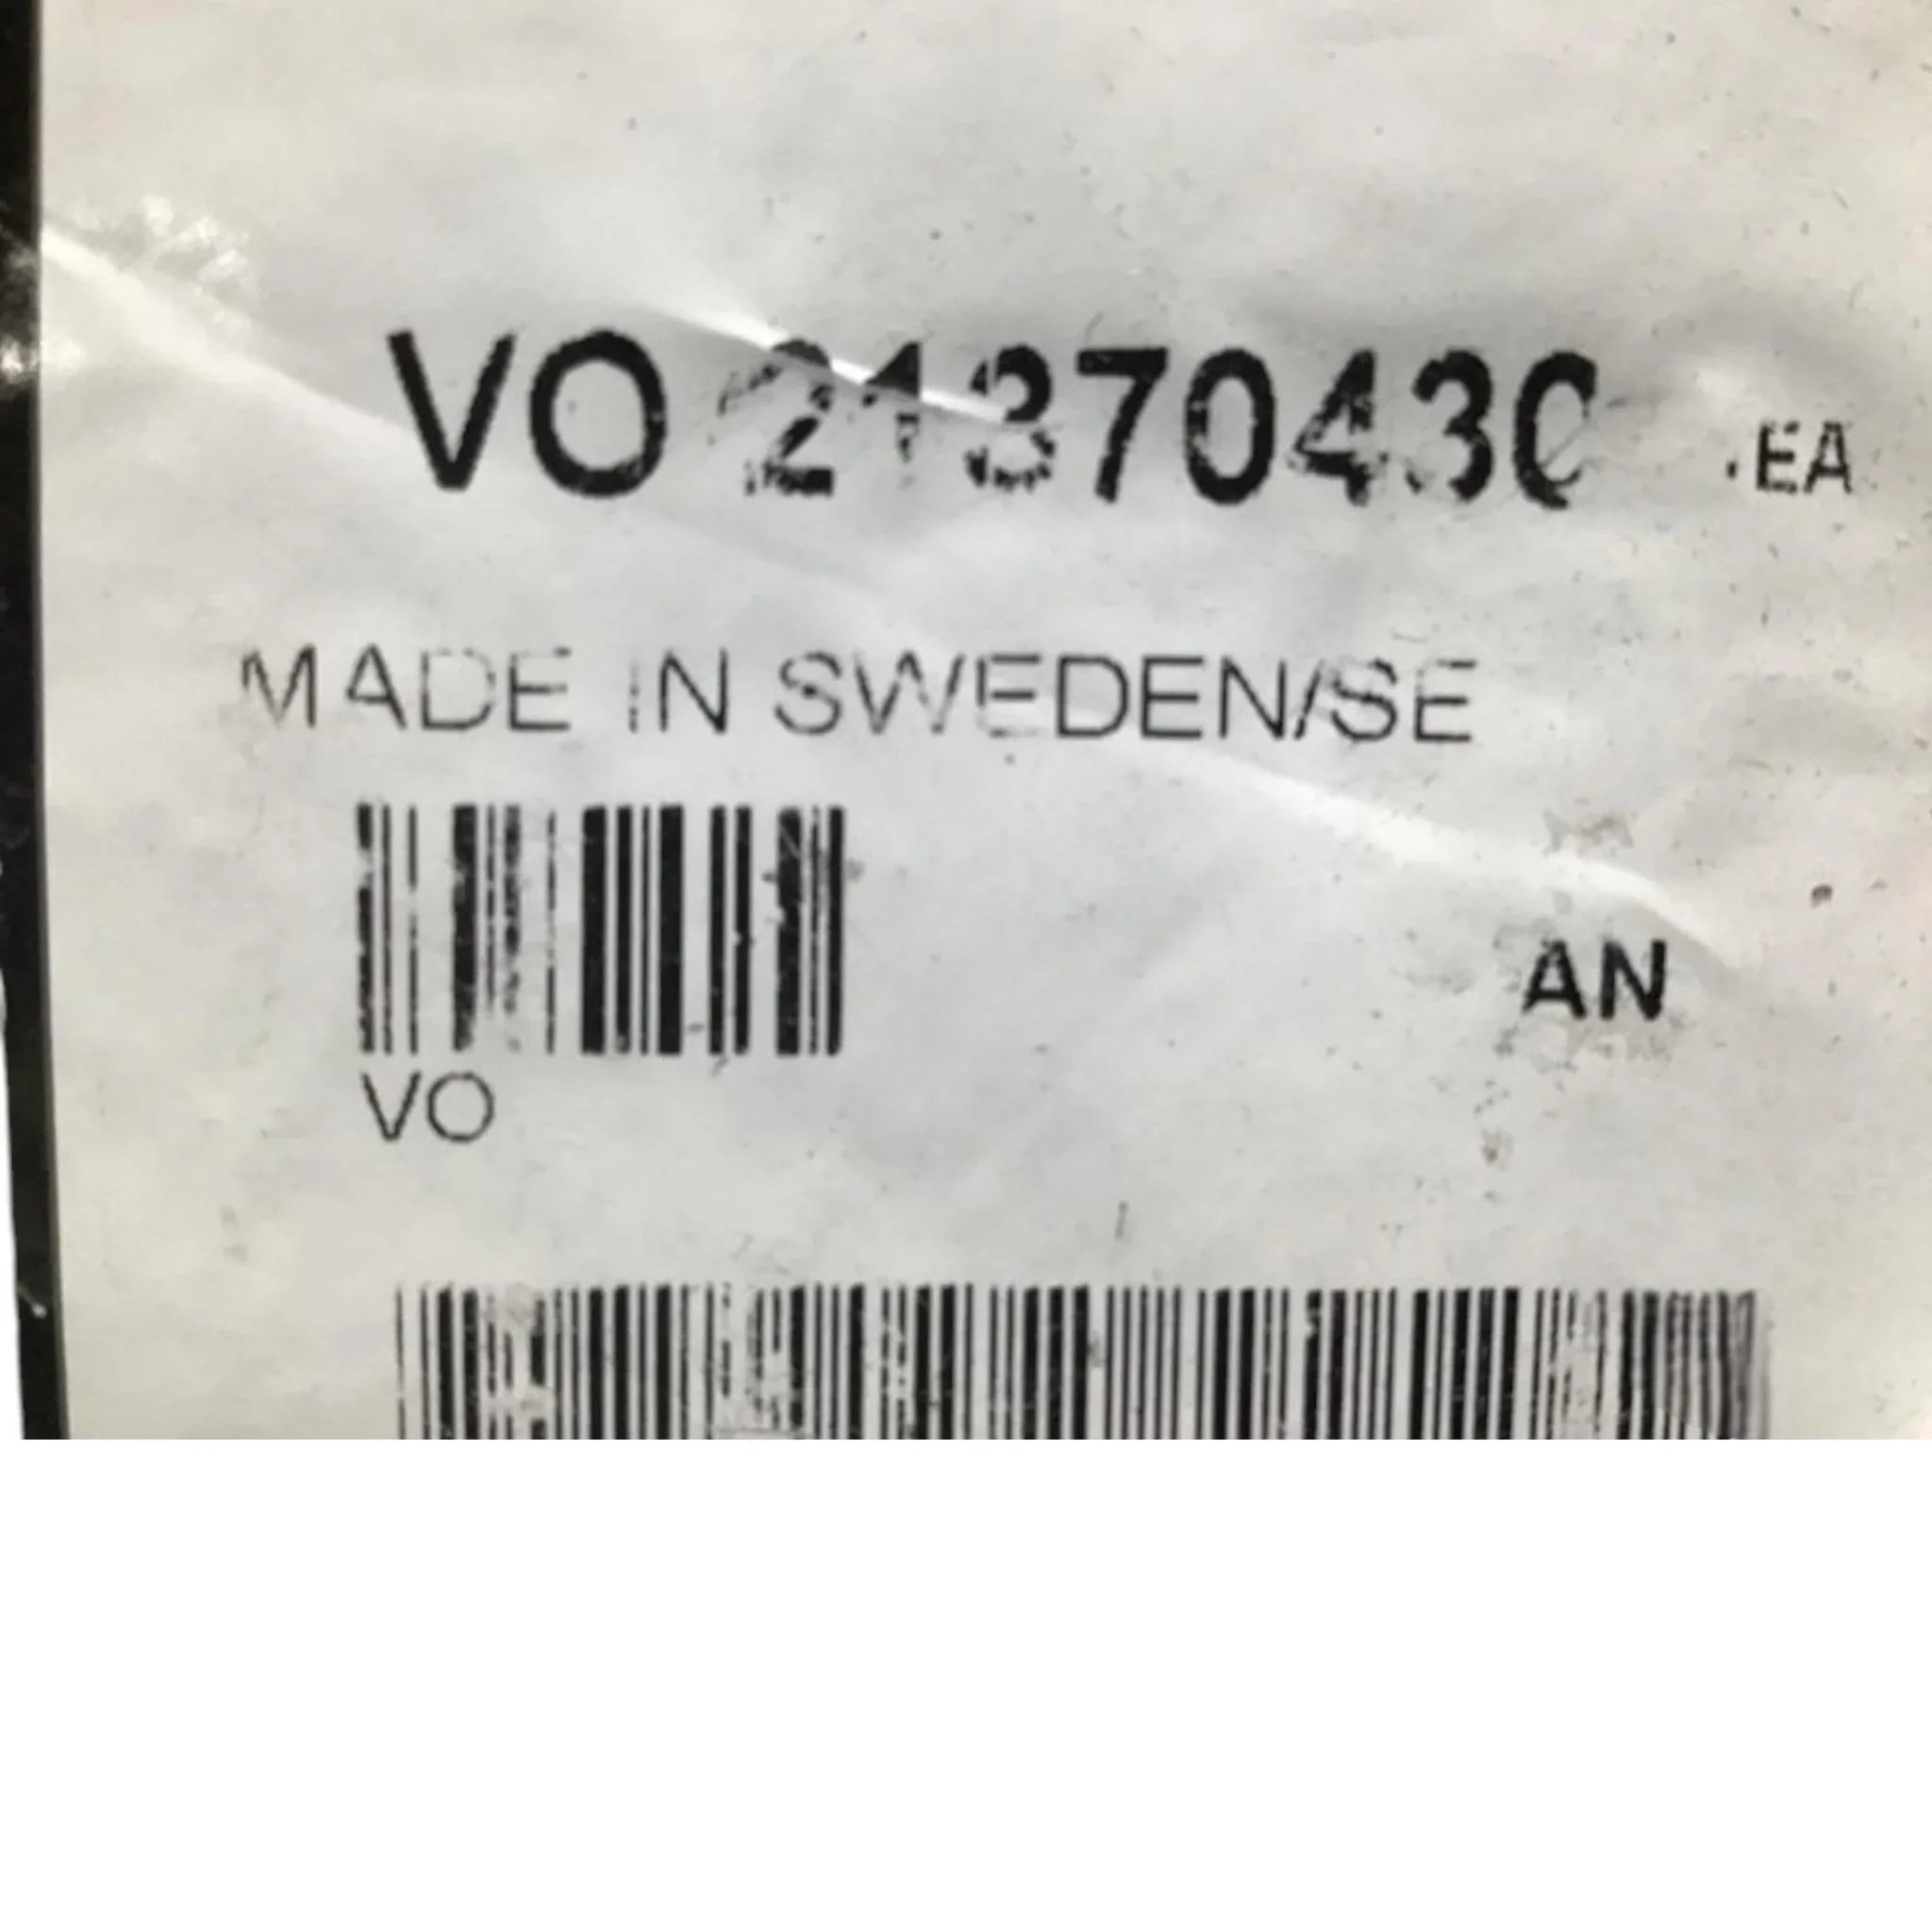 VO 21370430 .EA
MADE IN SWEDEN/SE
AN
VO